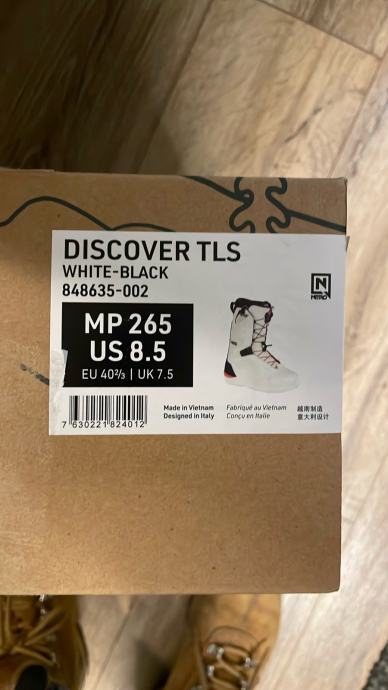 DISCOVER TLS
WHITE-BLACK
848635-002
N
NITRO
MP 265
US 8.5
EU 40⅔ | UK 7.5
7 630221 824012
Made in Vietnam
Designed in Italy
Fabriqué au Vietnam
Conçu en Italie
越南制造
意大利设计